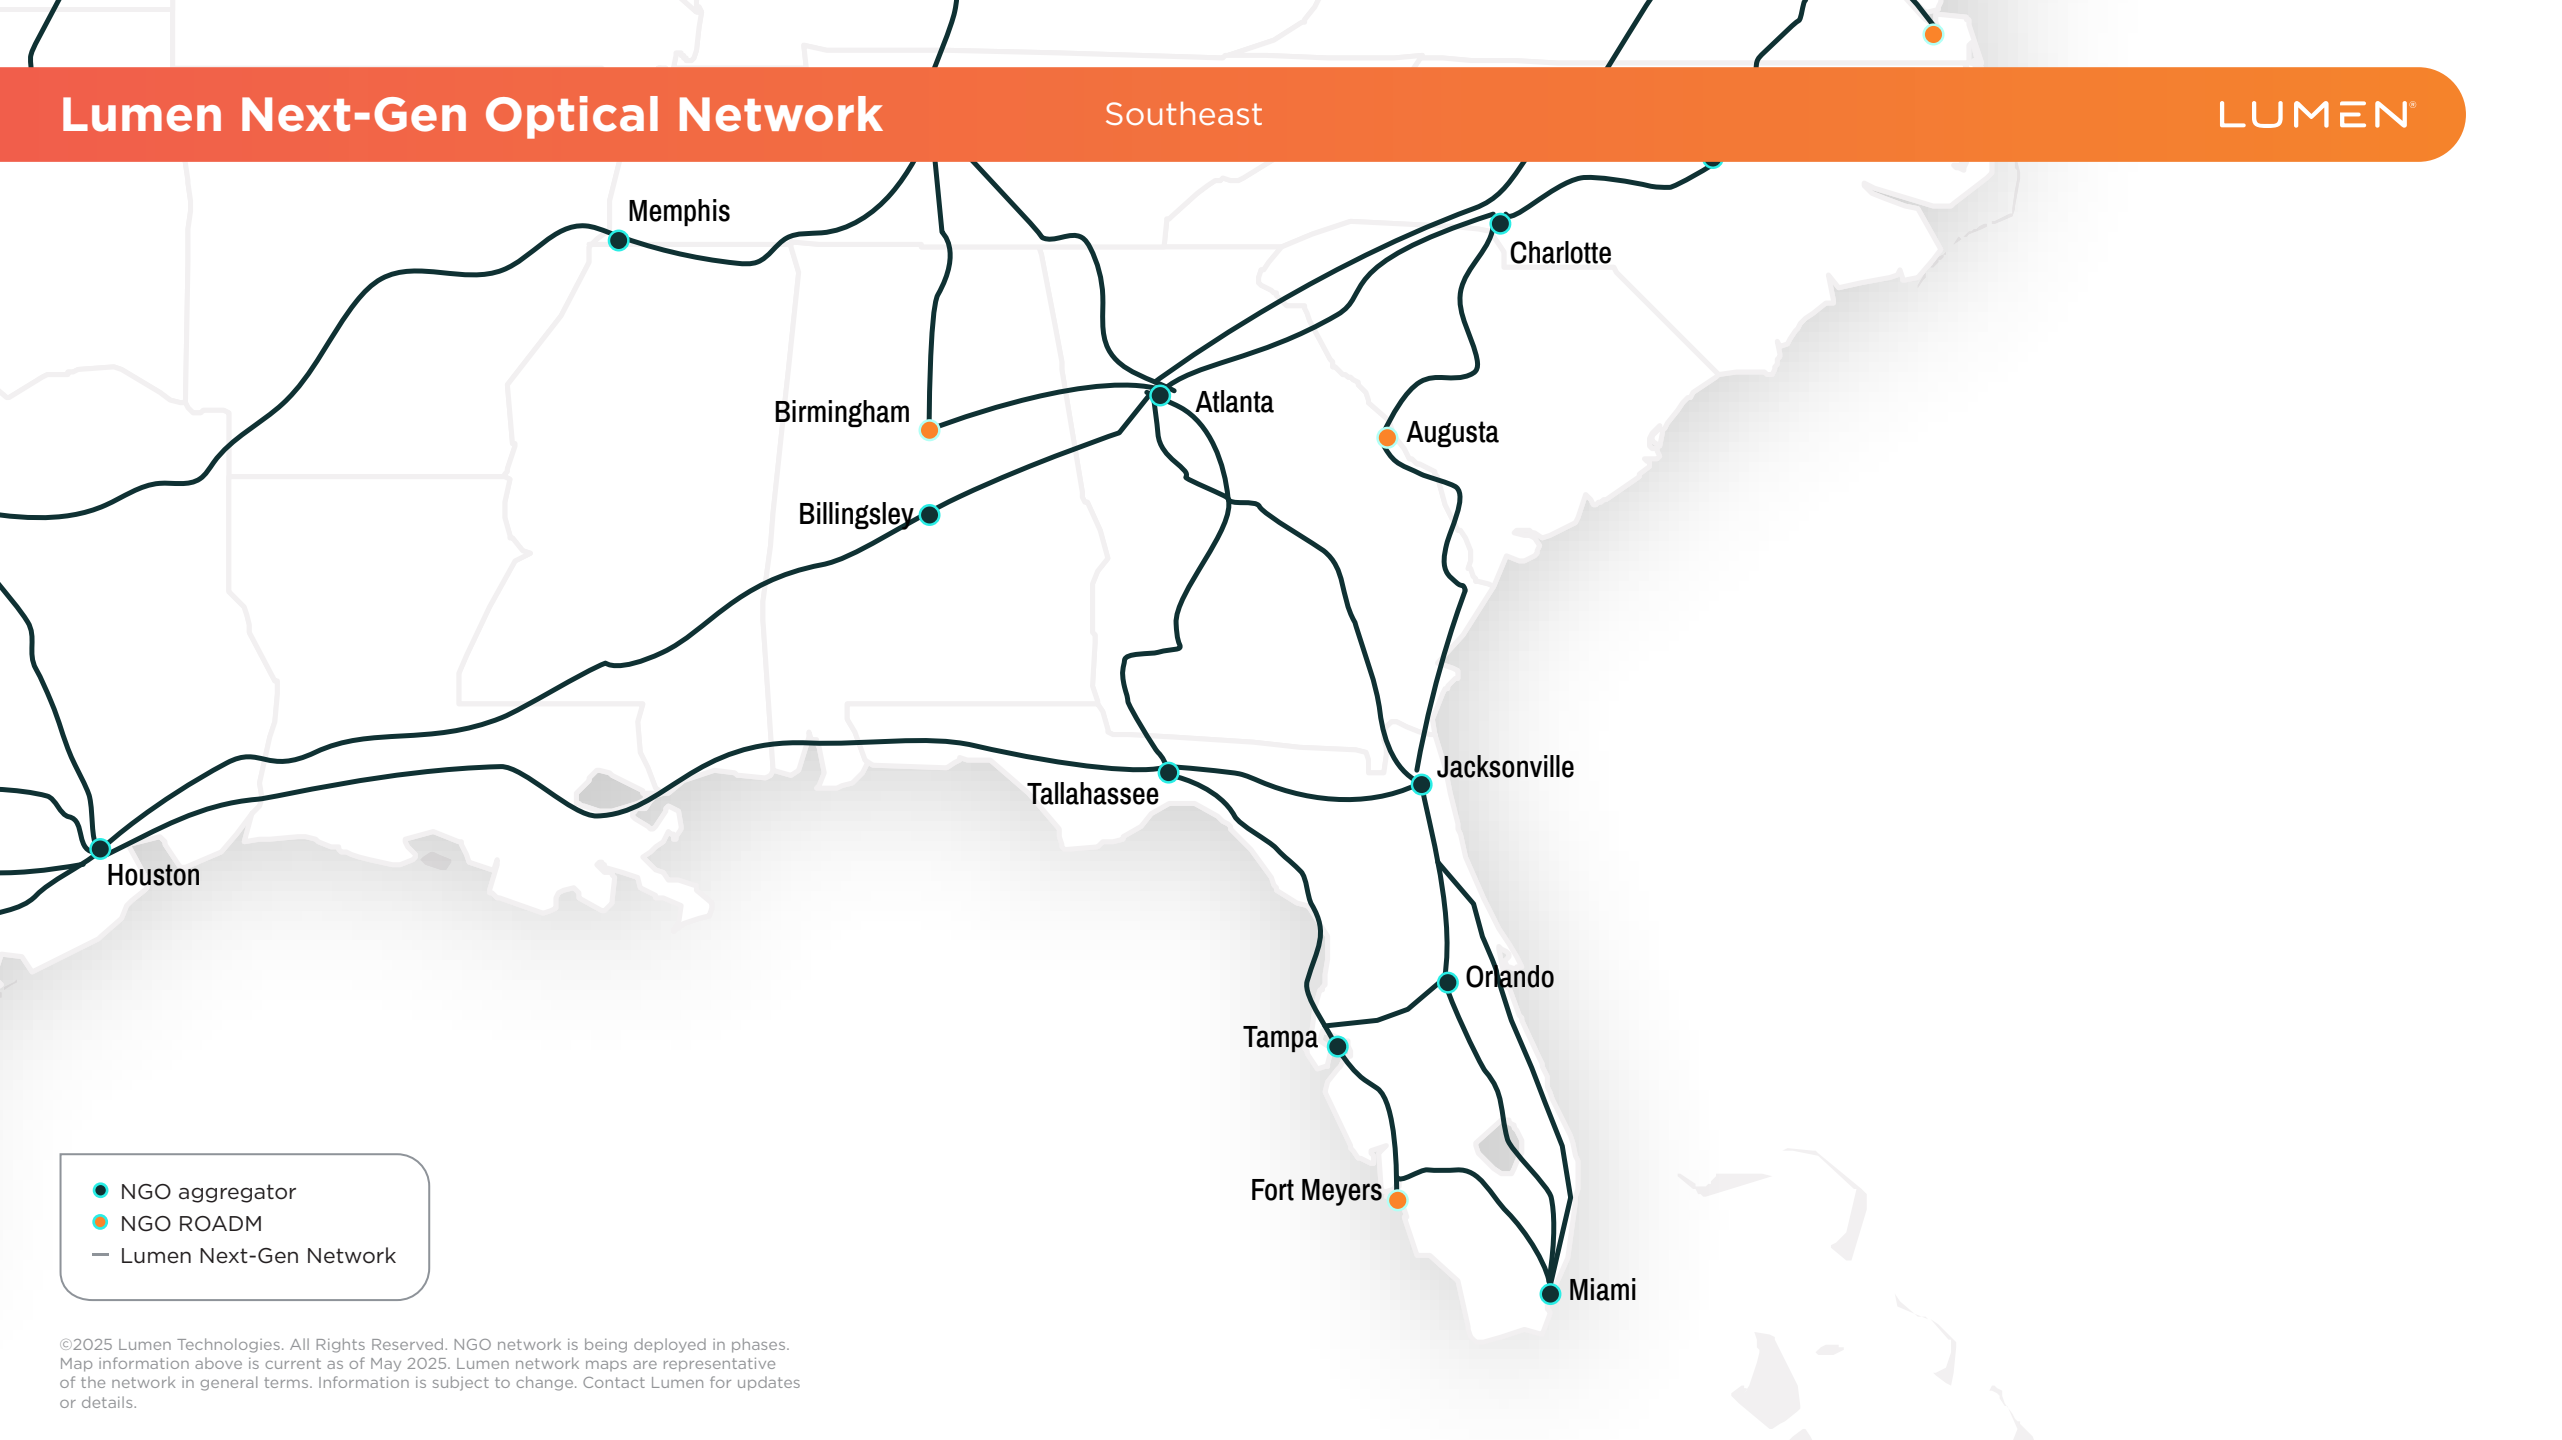 Lumen Next-Gen Optical Network
Southeast
LUMEN®
Memphis
Charlotte
Birmingham
Atlanta
Augusta
Billingsley
Jacksonville
Tallahassee
Houston
Orlando
Tampa
Fort Meyers
Miami
NGO aggregator
NGO ROADM
Lumen Next-Gen Network
©2025 Lumen Technologies. All Rights Reserved. NGO network is being deployed in phases.
Map information above is current as of May 2025. Lumen network maps are representative
of the network in general terms. Information is subject to change. Contact Lumen for updates
or details.